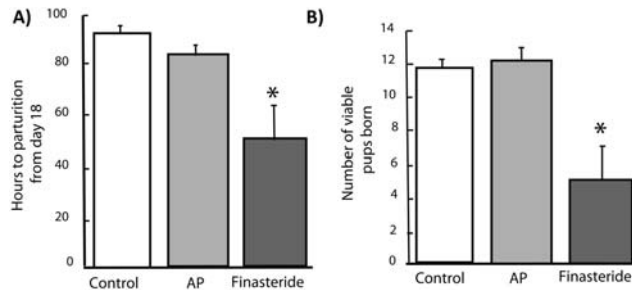 A)
Hours to parturition
from day 18
100
80
60
40
20
0
*
Control
AP
Finasteride
B)
Number of viable
pups born
14
12
10
8
6
4
2
0
*
Control
AP
Finasteride